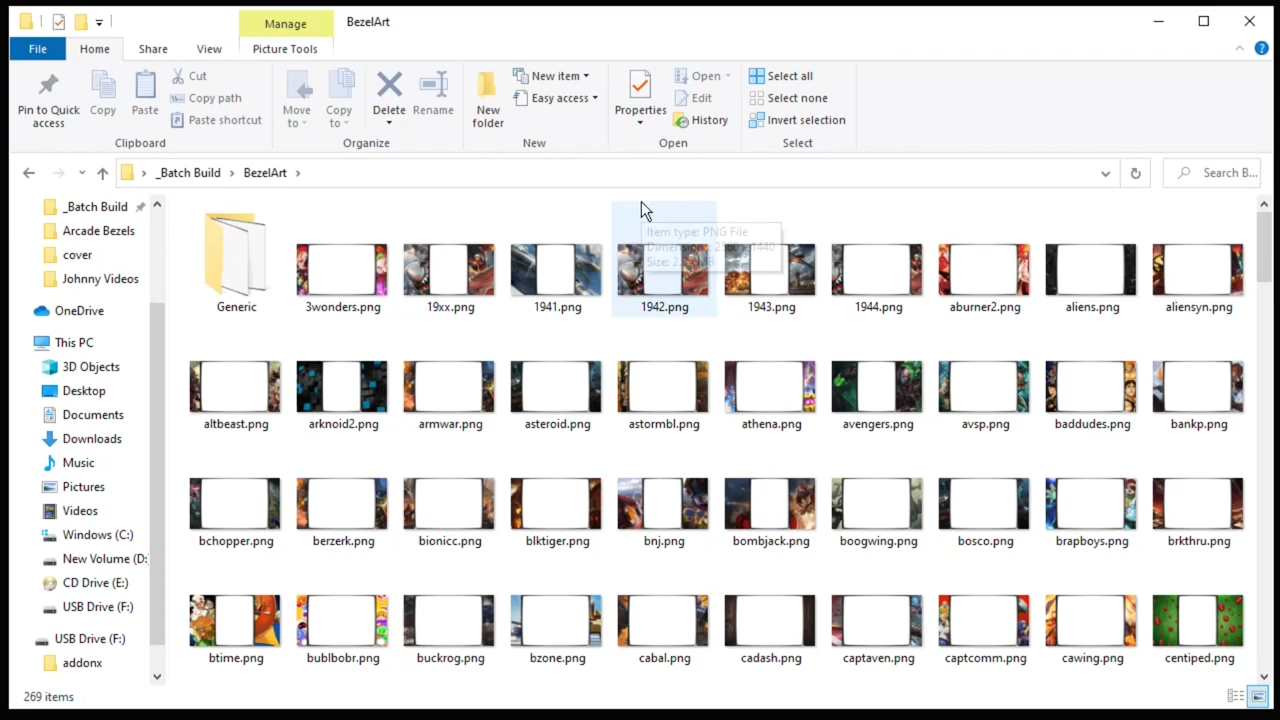 Manage
BezelArt
File
Home
Share
View
Picture Tools
Pin to Quick access
Copy
Paste
Cut
Copy path
Paste shortcut
Move to
Copy to
Delete
Rename
New folder
New item
Easy access
Properties
Open
Edit
History
Select all
Select none
Invert selection
Clipboard
Organize
New
Open
Select
_Batch Build
BezelArt
Search B...
_Batch Build
Arcade Bezels
cover
Johnny Videos
OneDrive
This PC
3D Objects
Desktop
Documents
Downloads
Music
Pictures
Videos
Windows (C:)
New Volume (D:
CD Drive (E:)
USB Drive (F:)
USB Drive (F:)
addonx
Item type: PNG File
Dimensions:
Size:
Generic
3wonders.png
19xx.png
1941.png
1942.png
1943.png
1944.png
aburner2.png
aliens.png
aliensyn.png
altbeast.png
arknoid2.png
armwar.png
asteroid.png
astormbl.png
athena.png
avengers.png
avsp.png
baddudes.png
bankp.png
bchopper.png
berzerk.png
bionicc.png
blktiger.png
bnj.png
bombjack.png
boogwing.png
bosco.png
brapboys.png
brkthru.png
btime.png
bublbobr.png
buckrog.png
bzone.png
cabal.png
cadash.png
captaven.png
captcomm.png
cawing.png
centiped.png
269 items